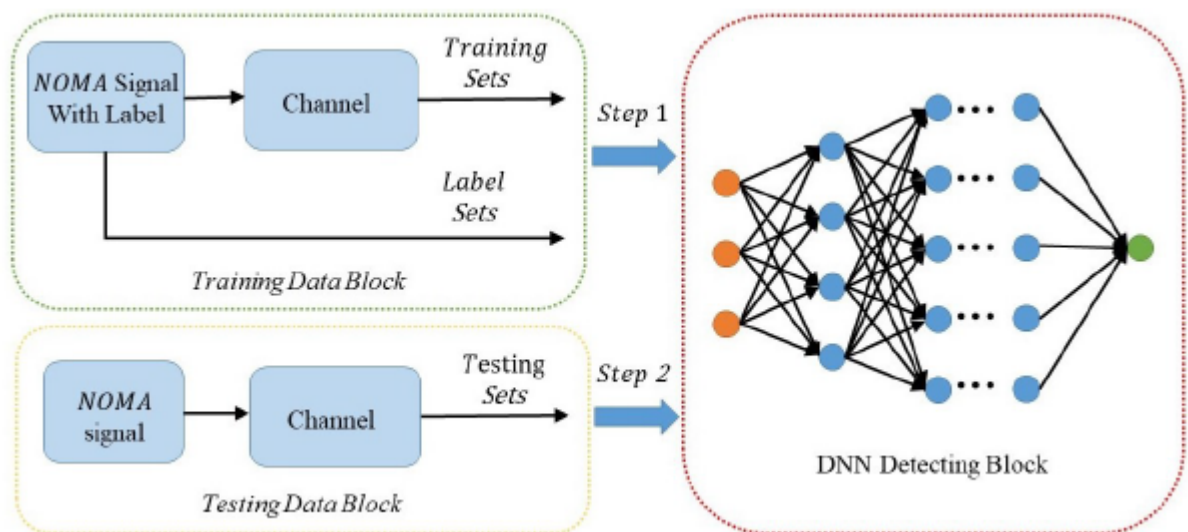 NOMA Signal
With Label
Channel
Training
Sets
Label
Sets
Training Data Block
Step 1
NOMA
signal
Channel
Testing
Sets
Testing Data Block
Step 2
DNN Detecting Block